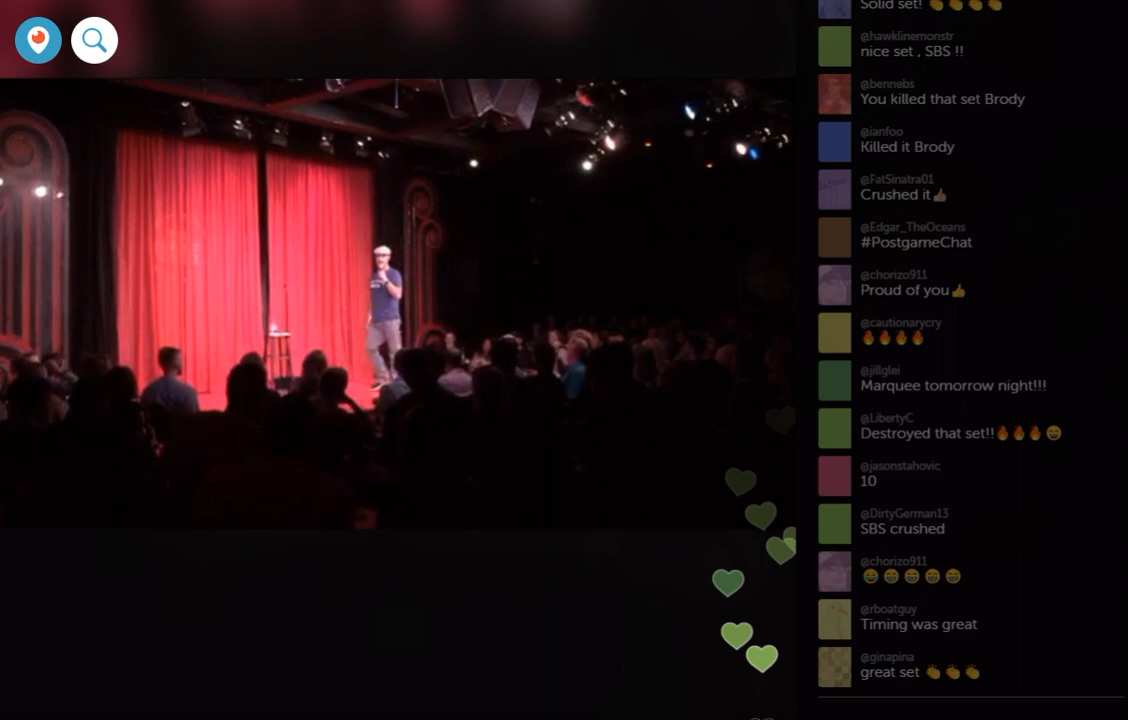 Solid set! 👏👏👏👏
@hawklinemonstr
nice set , SBS !!
@bennebs
You killed that set Brody
@ianfoo
Killed it Brody
@FatSinatra01
Crushed it👍
@Edgar_TheOceans
#PostgameChat
@chorizo911
Proud of you👍
@cautionarycry
🔥🔥🔥🔥
@jillglei
Marquee tomorrow night!!!
@LibertyC
Destroyed that set!!🔥🔥🔥😄
@jasonstahovic
10
@DirtyGerman13
SBS crushed
@chorizo911
😂😁😁😁😁
@rboatguy
Timing was great
@ginapina
great set 👏👏👏